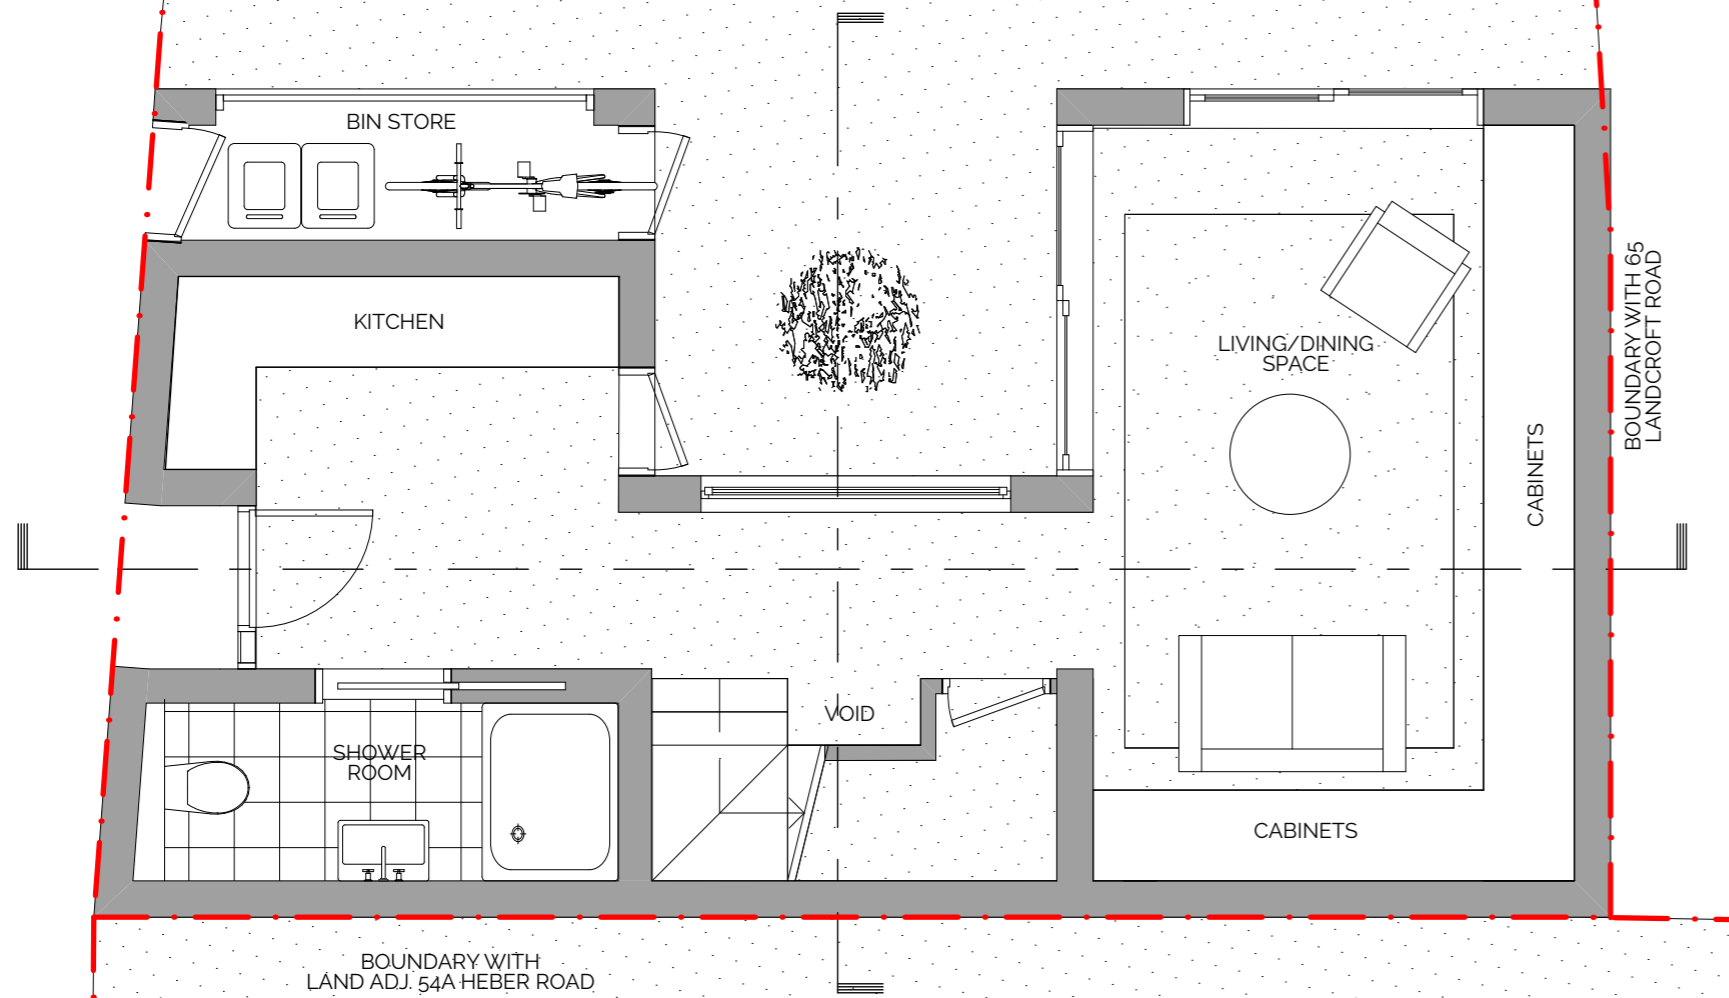 BIN STORE
KITCHEN
LIVING/DINING
SPACE
BOUNDARY WITH 65
LANDCROFT ROAD
CABINETS
VOID
SHOWER
ROOM
CABINETS
BOUNDARY WITH
LAND ADJ. 54A HEBER ROAD